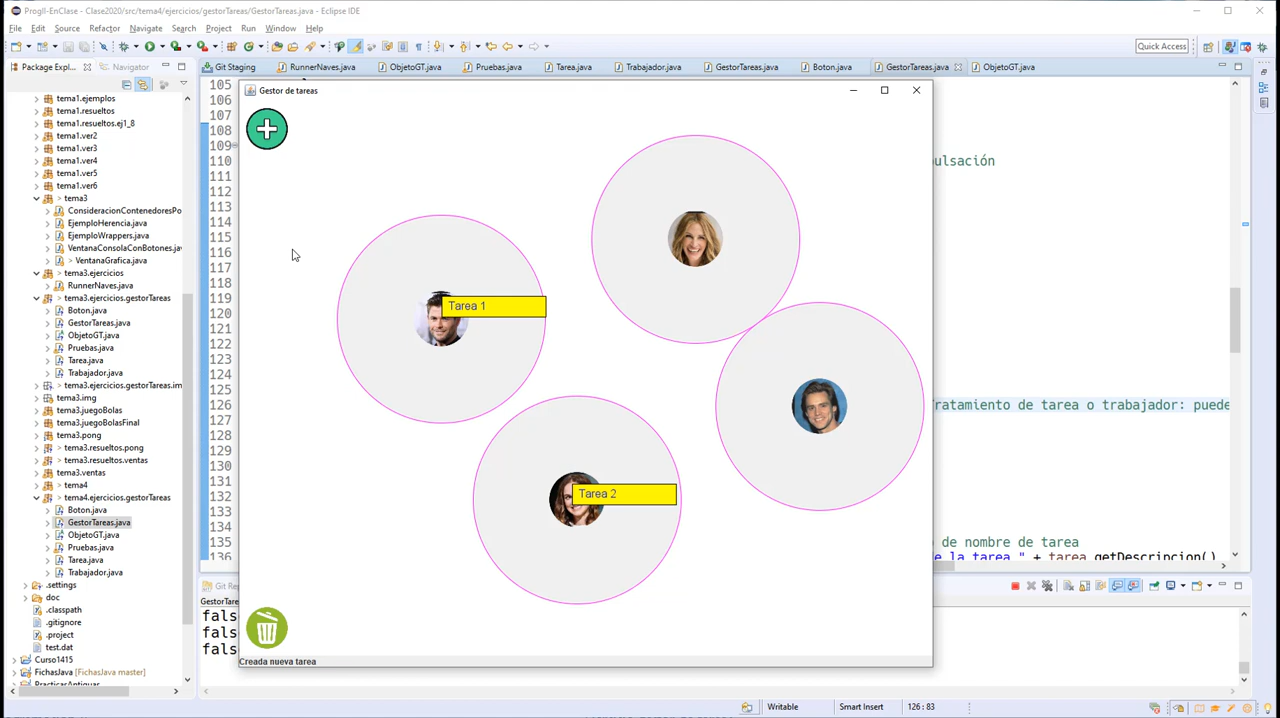 ProgII-EnClase - Clase2020/src/tema4/ejercicios/gestorTareas/GestorTareas.java - Eclipse IDE
File Edit Source Refactor Navigate Search Project Run Window Help
Quick Access
Package Expl...
Navigator
Git Staging
RunnerNaves.java
ObjetoGT.java
Pruebas.java
Tarea.java
Trabajador.java
GestorTareas.java
Boton.java
GestorTareas.java
ObjetoGT.java
tema1.ejemplos
tema1.resueltos
tema1.resueltos.ej1_8
tema1.ver2
tema1.ver3
tema1.ver4
tema1.ver5
tema1.ver6
> tema3
ConsideracionContenedoresPo
EjemploHerencia.java
EjemploWrappers.java
VentanaConsolaConBotones.jav
> VentanaGrafica.java
tema3.ejercicios
RunnerNaves.java
> tema3.ejercicios.gestorTareas
Boton.java
GestorTareas.java
ObjetoGT.java
Pruebas.java
Tarea.java
Trabajador.java
> tema3.ejercicios.gestorTareas.im
tema3.img
tema3.juegoBolas
tema3.juegoBolasFinal
tema3.pong
> tema3.resueltos.pong
> tema3.resueltos.ventas
tema3.ventas
> tema4
> tema4.ejercicios.gestorTareas
Boton.java
GestorTareas.java
ObjetoGT.java
Pruebas.java
Tarea.java
Trabajador.java
.settings
doc
.classpath
.gitignore
.project
test.dat
Curso1415
FichasJava [FichasJava master]
PracticasAntiguas
105
106
107
108
109
110
111
112
113
114
115
116
117
118
119
120
121
122
123
124
125
126
127
128
129
130
131
132
133
134
135
136
Gestor de tareas
Tarea 1
Tarea 2
Creada nueva tarea
pulsación
Tratamiento de tarea o trabajador: puede
o de nombre de tarea
e la tarea " + tarea.getDescripcion()
Git Re
GestorTare
fals
fals
fals
Writable
Smart Insert
126 : 83